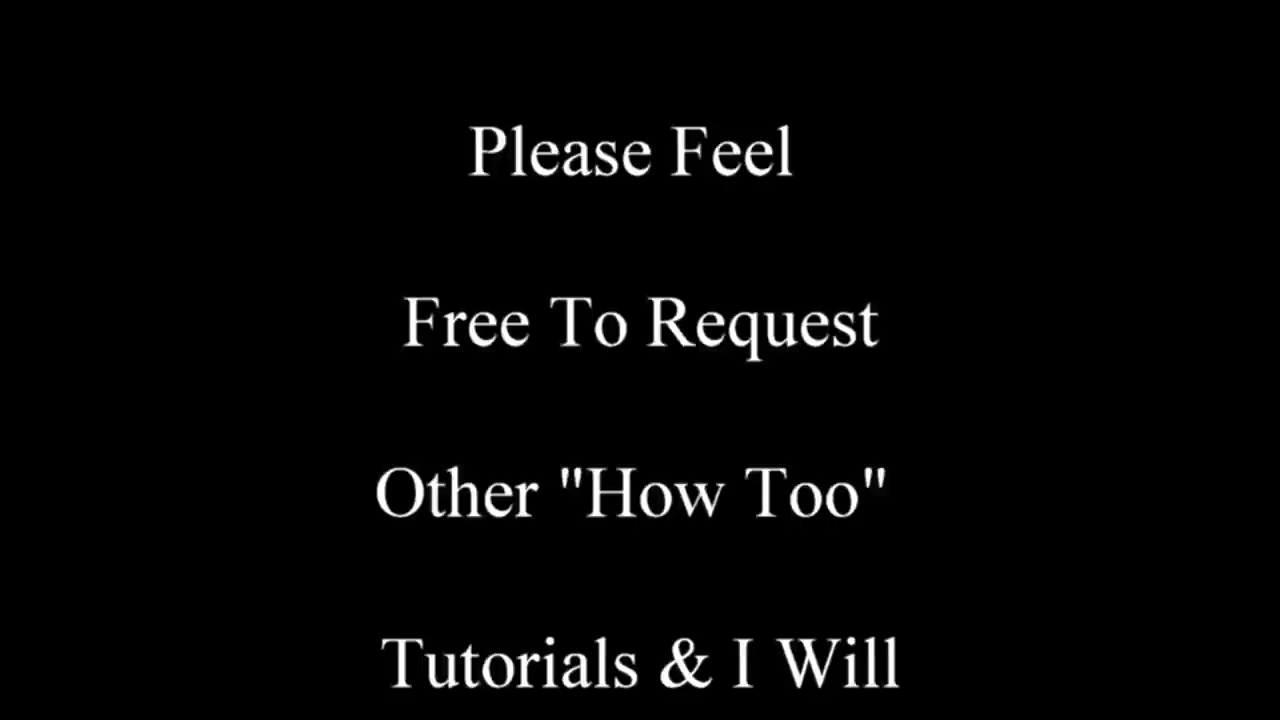 Please Feel
Free To Request
Other "How Too"
Tutorials & I Will